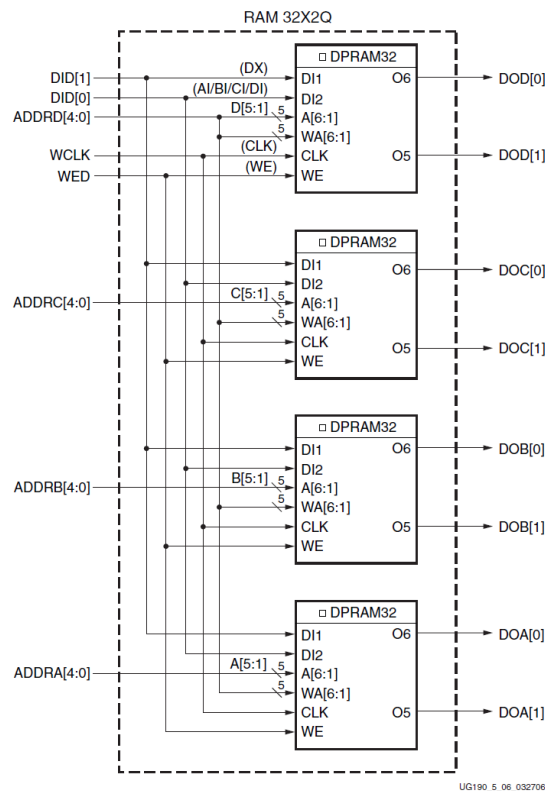 RAM 32X2Q
□ DPRAM32
DID[1] (DX) DI1 O6 DOD[0]
DID[0] (AI/BI/CI/DI) DI2
ADDRD[4:0] D[5:1] 5 A[6:1]
5 WA[6:1]
WCLK (CLK) CLK O5 DOD[1]
WED (WE) WE
□ DPRAM32
DI1 O6 DOC[0]
DI2
ADDRC[4:0] C[5:1] 5 A[6:1]
5 WA[6:1]
CLK O5 DOC[1]
WE
□ DPRAM32
DI1 O6 DOB[0]
DI2
ADDRB[4:0] B[5:1] 5 A[6:1]
5 WA[6:1]
CLK O5 DOB[1]
WE
□ DPRAM32
DI1 O6 DOA[0]
DI2
ADDRA[4:0] A[5:1] 5 A[6:1]
5 WA[6:1]
CLK O5 DOA[1]
WE
UG190_5_06_032706